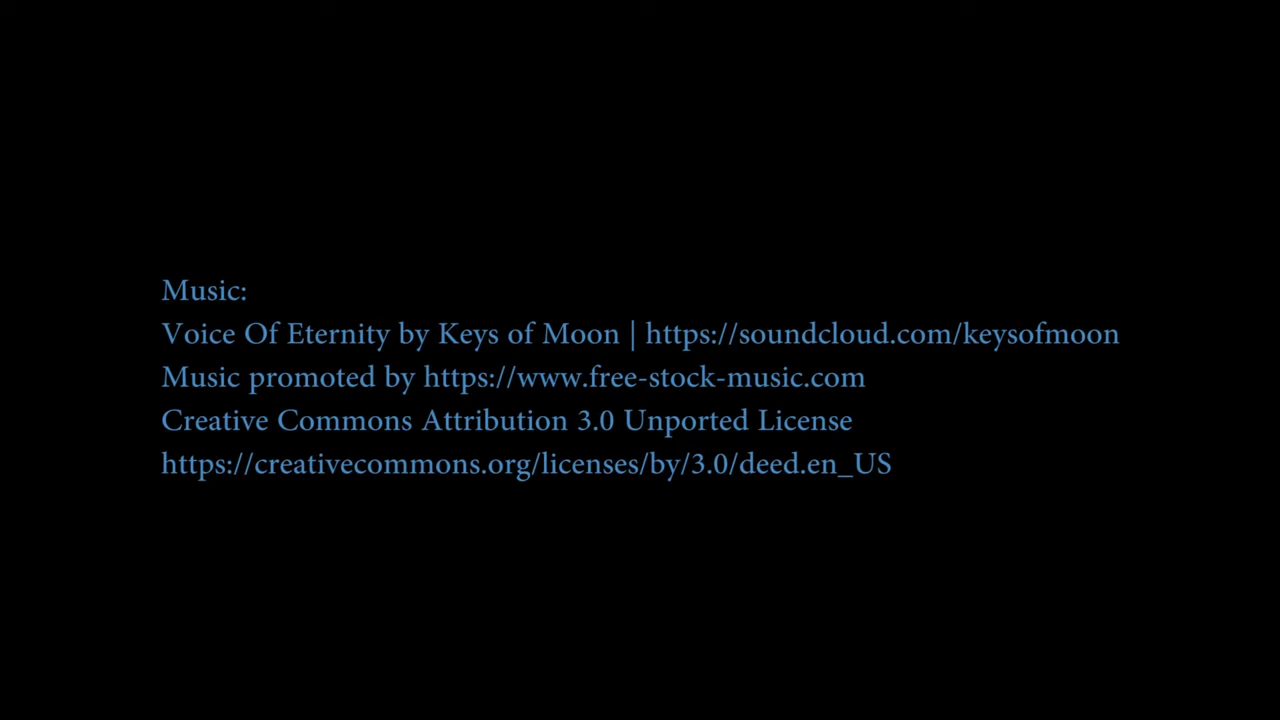 Music:
Voice Of Eternity by Keys of Moon | https://soundcloud.com/keysofmoon
Music promoted by https://www.free-stock-music.com
Creative Commons Attribution 3.0 Unported License
https://creativecommons.org/licenses/by/3.0/deed.en_US